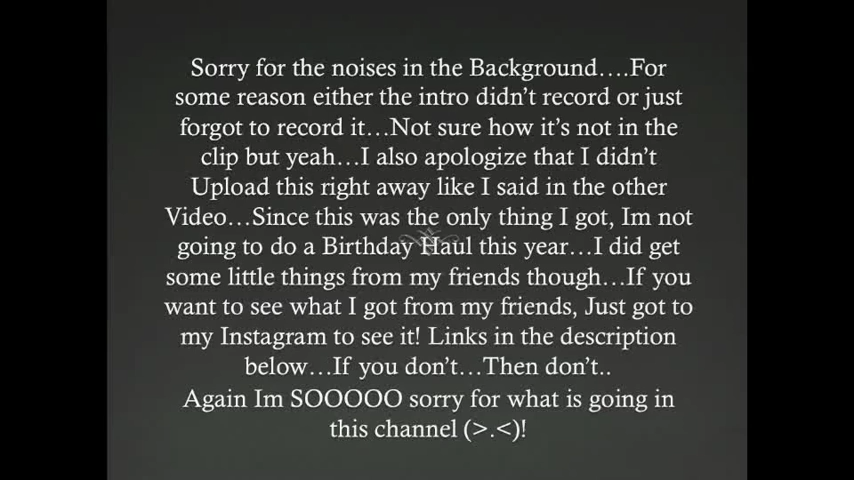 Sorry for the noises in the Background….For
some reason either the intro didn't record or just
forgot to record it…Not sure how it's not in the
clip but yeah…I also apologize that I didn't
Upload this right away like I said in the other
Video…Since this was the only thing I got, Im not
going to do a Birthday Haul this year…I did get
some little things from my friends though…If you
want to see what I got from my friends, Just got to
my Instagram to see it! Links in the description
below…If you don't…Then don't..
Again Im SOOOOO sorry for what is going in
this channel (>.<)!